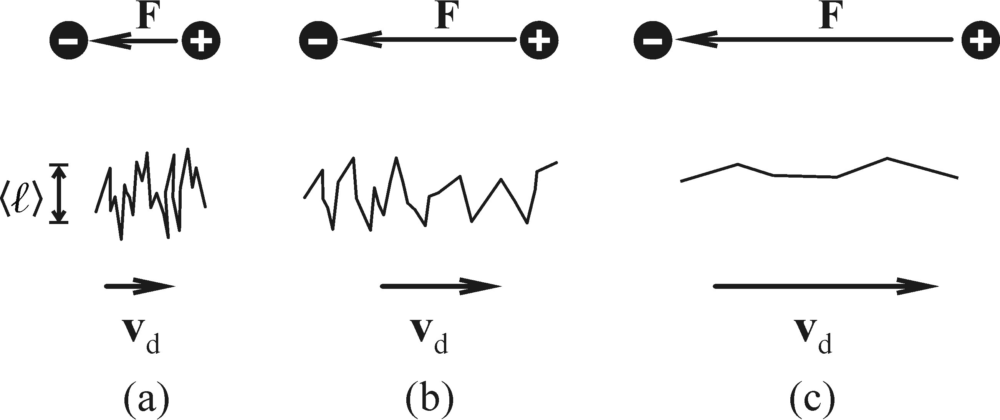 F F F
− + − + − +
⟨ℓ⟩
v_d v_d v_d
(a) (b) (c)